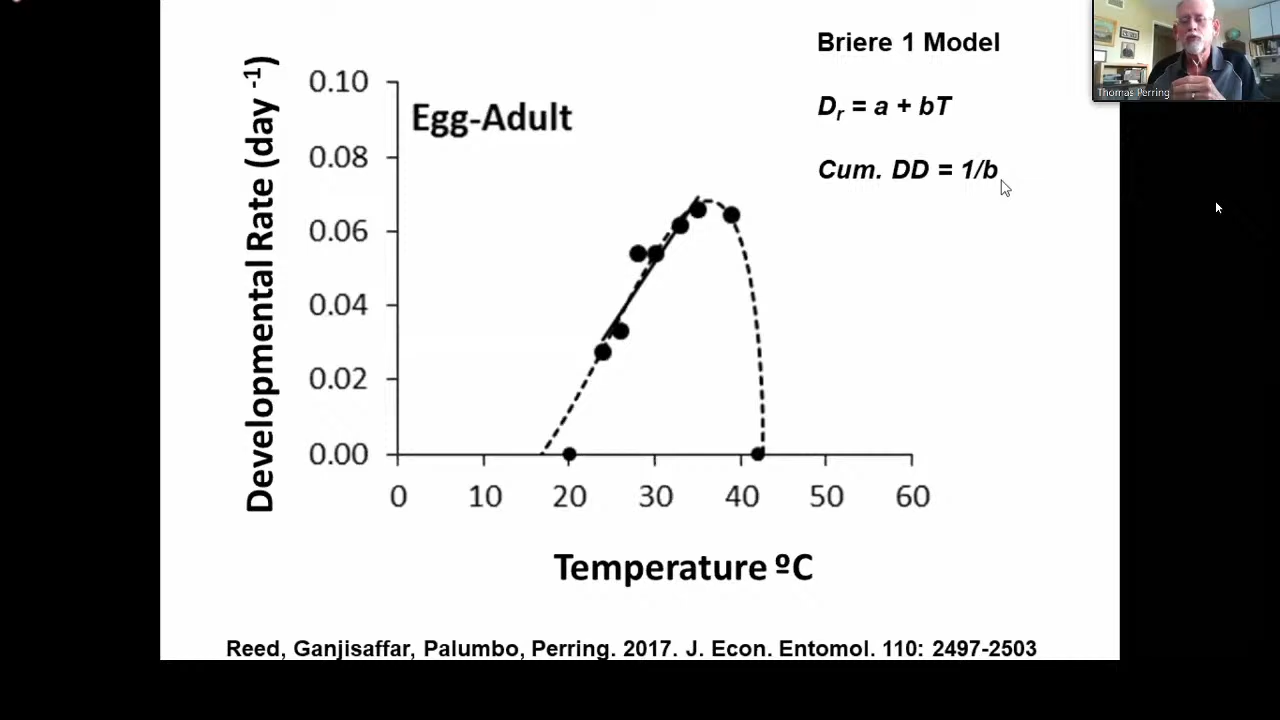 Briere 1 Model
Dr = a + bT
Cum. DD = 1/b
Thomas Perring
Egg-Adult
Developmental Rate (day -1)
0.10
0.08
0.06
0.04
0.02
0.00
0 10 20 30 40 50 60
Temperature ºC
Reed, Ganjisaffar, Palumbo, Perring. 2017. J. Econ. Entomol. 110: 2497-2503